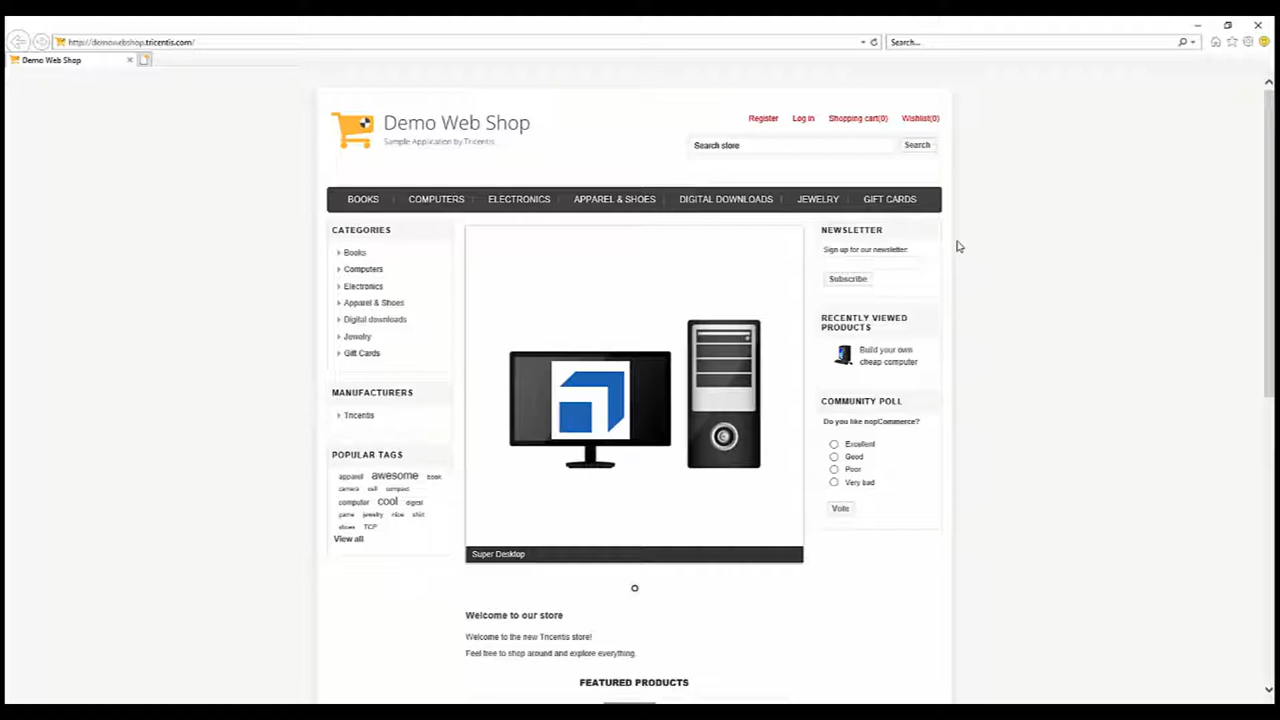 http://demowebshop.tricentis.com/
Search...
Demo Web Shop
Demo Web Shop
Sample Application by Tricentis
Register
Log in
Shopping cart(0)
Wishlist(0)
Search store
Search
BOOKS
COMPUTERS
ELECTRONICS
APPAREL & SHOES
DIGITAL DOWNLOADS
JEWELRY
GIFT CARDS
CATEGORIES
Books
Computers
Electronics
Apparel & Shoes
Digital downloads
Jewelry
Gift Cards
MANUFACTURERS
Tricentis
POPULAR TAGS
apparel awesome book
camera cell compact
computer cool digital
game jewelry nice shirt
shoes TCP
View all
Super Desktop
Welcome to our store
Welcome to the new Tricentis store!
Feel free to shop around and explore everything.
FEATURED PRODUCTS
NEWSLETTER
Sign up for our newsletter:
Subscribe
RECENTLY VIEWED
PRODUCTS
Build your own
cheap computer
COMMUNITY POLL
Do you like nopCommerce?
Excellent
Good
Poor
Very bad
Vote